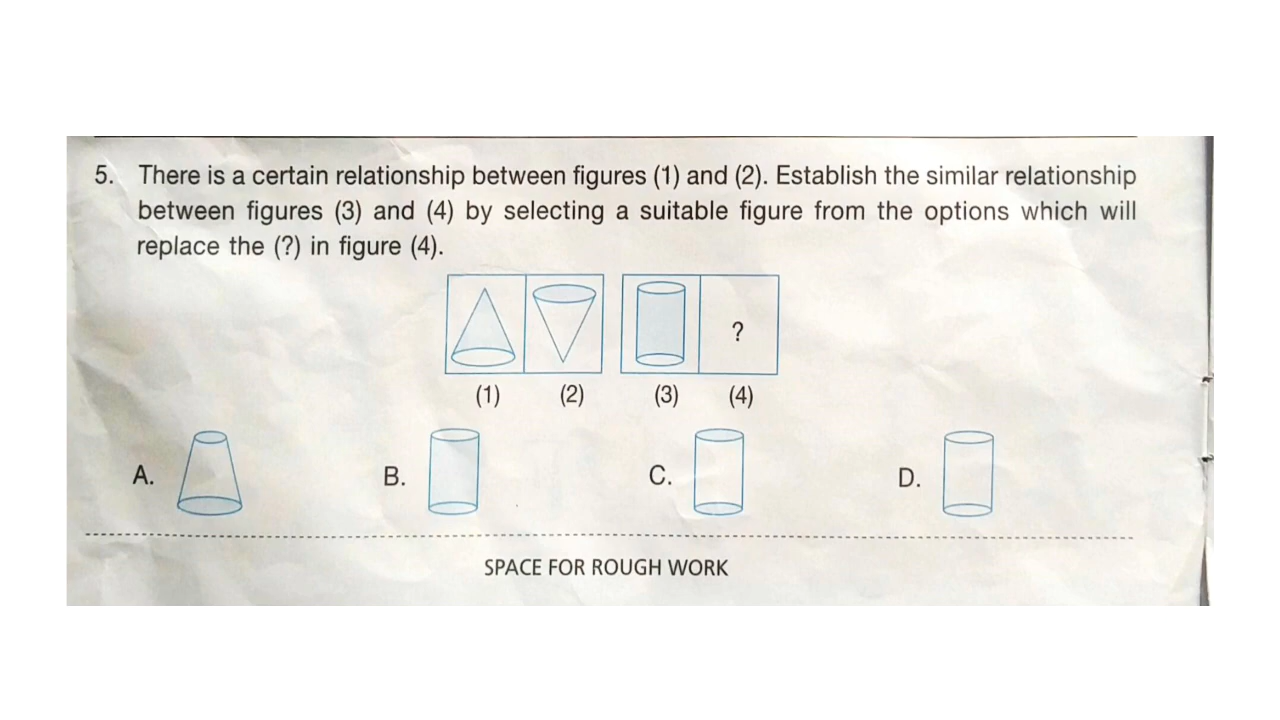 5. There is a certain relationship between figures (1) and (2). Establish the similar relationship
between figures (3) and (4) by selecting a suitable figure from the options which will
replace the (?) in figure (4).
?
(1) (2) (3) (4)
A. B. C. D.
SPACE FOR ROUGH WORK